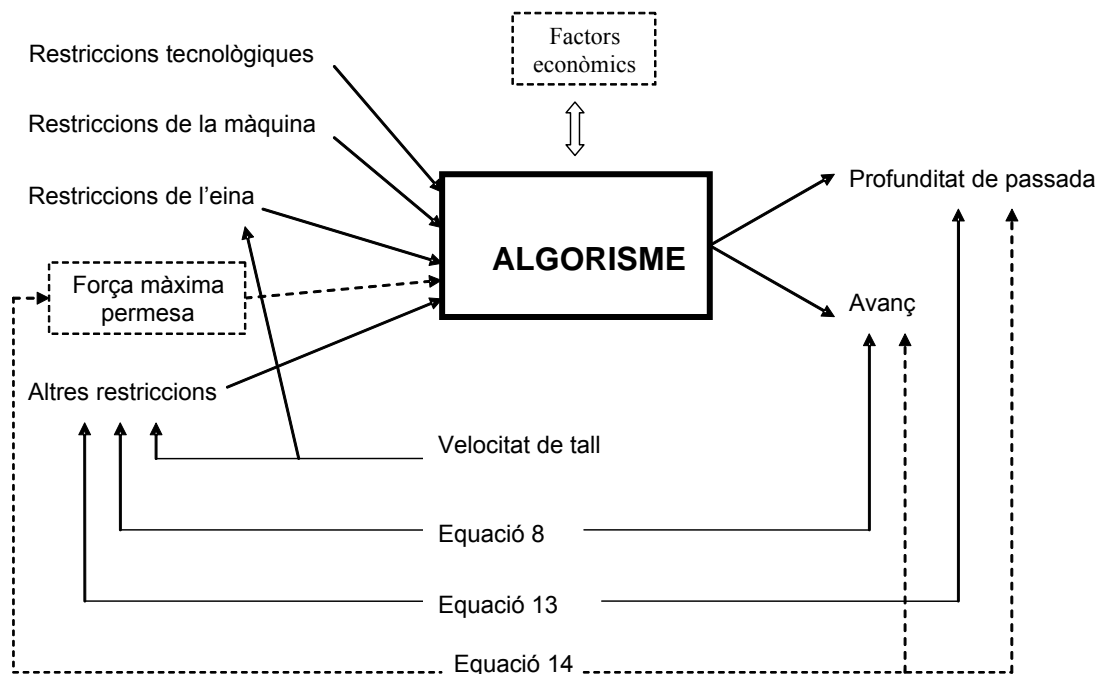 Factors
econòmics
Restriccions tecnològiques
Restriccions de la màquina
Restriccions de l’eina
Força màxima
permesa
Altres restriccions
ALGORISME
Profunditat de passada
Avanç
Velocitat de tall
Equació 8
Equació 13
Equació 14